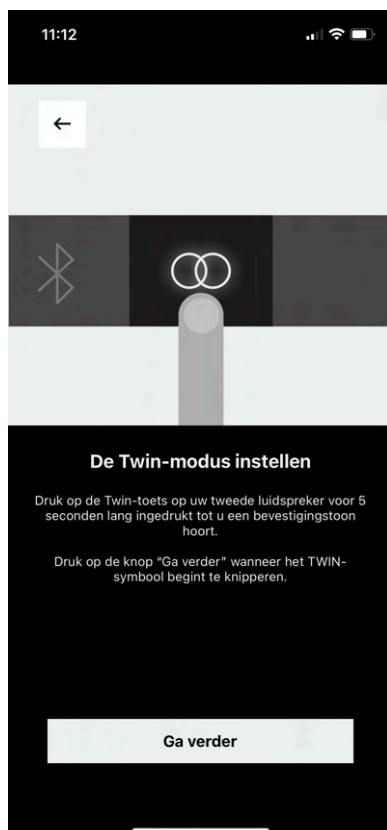 11:12
De Twin-modus instellen
Druk op de Twin-toets op uw tweede luidspreker voor 5
seconden lang ingedrukt tot u een bevestigingstoon
hoort.
Druk op de knop “Ga verder” wanneer het TWIN-
symbool begint te knipperen.
Ga verder